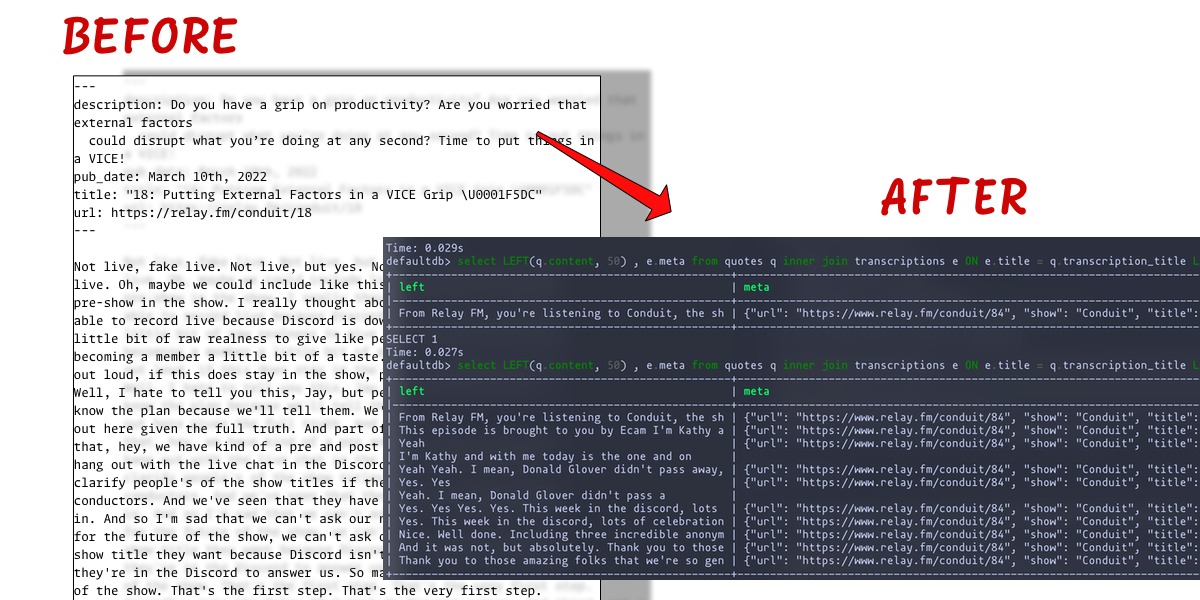 BEFORE
---
description: Do you have a grip on productivity? Are you worried that
external factors
could disrupt what you’re doing at any second? Time to put things in
a VICE!
pub_date: March 10th, 2022
title: "18: Putting External Factors in a VICE Grip \U0001F5DC"
url: https://relay.fm/conduit/18
---
Not live, fake live. Not live, but yes.
live. Oh, maybe we could include like this
pre-show in the show. I really thought
able to record live because Discord is
little bit of raw realness to give like
becoming a member a little bit of a taste
out loud, if this does stay in the show,
Well, I hate to tell you this, Jay, but
know the plan because we'll tell them.
out here given the full truth. And part of
that, hey, we have kind of a pre and post
hang out with the live chat in the Discord
clarify people's of the show titles if the
conductors. And we've seen that they have
in. And so I'm sad that we can't ask our
for the future of the show, we can't ask
show title they want because Discord isn't
they're in the Discord to answer us. So
of the show. That's the first step. That's the very first step.
AFTER
Time: 0.029s
defaultdb> select LEFT(q.content, 50) , e.meta from quotes q inner join transcriptions e ON e.title = q.transcription_title
| left | meta
| From Relay FM, you're listening to Conduit, the sh | {"url": "https://www.relay.fm/conduit/84", "show": "Conduit", "title":
SELECT 1
Time: 0.027s
defaultdb> select LEFT(q.content, 50) , e.meta from quotes q inner join transcriptions e ON e.title = q.transcription_title
| left | meta
| From Relay FM, you're listening to Conduit, the sh | {"url": "https://www.relay.fm/conduit/84", "show": "Conduit", "title":
| This episode is brought to you by Ecam I'm Kathy a | {"url": "https://www.relay.fm/conduit/84", "show": "Conduit", "title":
| Yeah | {"url": "https://www.relay.fm/conduit/84", "show": "Conduit", "title":
| I'm Kathy and with me today is the one and on |
| Yeah Yeah. I mean, Donald Glover didn't pass away, | {"url": "https://www.relay.fm/conduit/84", "show": "Conduit", "title":
| Yes. Yes | {"url": "https://www.relay.fm/conduit/84", "show": "Conduit", "title":
| Yeah. I mean, Donald Glover didn't pass a |
| Yes. Yes. Yes. Yes. This week in the discord, lots | {"url": "https://www.relay.fm/conduit/84", "show": "Conduit", "title":
| Yes. This week in the discord, lots of celebration | {"url": "https://www.relay.fm/conduit/84", "show": "Conduit", "title":
| Nice. Well done. Including three incredible anonym | {"url": "https://www.relay.fm/conduit/84", "show": "Conduit", "title":
| And it was not, but absolutely. Thank you to those | {"url": "https://www.relay.fm/conduit/84", "show": "Conduit", "title":
| Thank you to those amazing folks that we're so gen | {"url": "https://www.relay.fm/conduit/84", "show": "Conduit", "title":